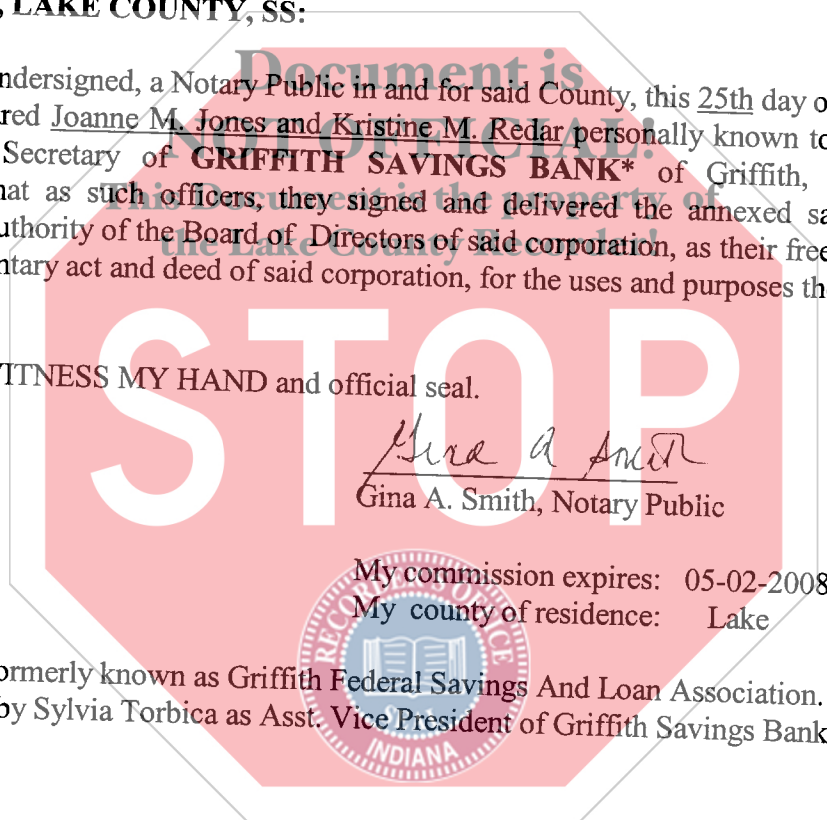 , LAKE COUNTY, SS:
Document is
ndersigned, a Notary Public in and for said County, this 25th day o
red Joanne M. Jones and Kristine M. Redar personally known to
NOT OFFICIAL!
Secretary of GRIFFITH SAVINGS BANK* of Griffith,
hat as such officers, they signed and delivered the annexed sa
This Document is the property of
uthority of the Board of Directors of said corporation, as their free
the Lake County Recorder!
ntary act and deed of said corporation, for the uses and purposes th
STOP
ITNESS MY HAND and official seal.
Gina A Smith
Gina A. Smith, Notary Public
My commission expires: 05-02-2008
My county of residence: Lake
RECORDER'S OFFICE
SEAL
INDIANA
ormerly known as Griffith Federal Savings And Loan Association.
by Sylvia Torbica as Asst. Vice President of Griffith Savings Bank